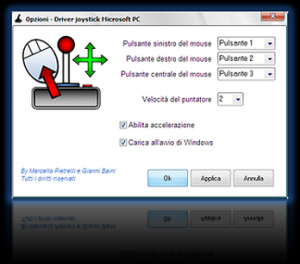 Opzioni - Driver joystick Microsoft PC
Pulsante sinistro del mouse Pulsante 1
Pulsante destro del mouse Pulsante 2
Pulsante centrale del mouse Pulsante 3
Velocità del puntatore 2
Abilita accelerazione
Carica all'avvio di Windows
By Marcello Pietrelli e Gianni Baini
Tutti i diritti riservati
Ok Applica Annulla